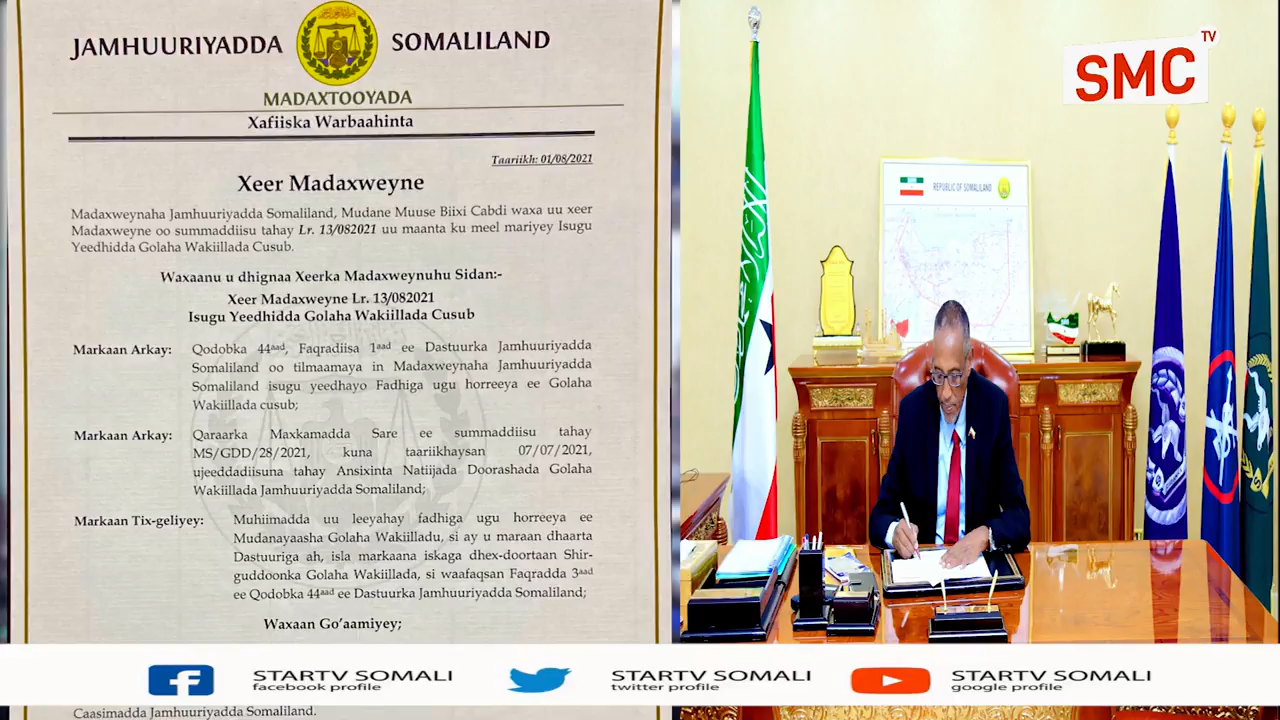 JAMHUURIYADDA SOMALILAND
MADAXTOOYADA
Xafiiska Warbaahinta
Taariikh: 01/08/2021
Xeer Madaxweyne
Madaxweynaha Jamhuuriyadda Somaliland, Mudane Muuse Biixi Cabdi waxa uu xeer
Madaxweyne oo summaddiisu tahay Lr. 13/082021 uu maanta ku meel mariyey Isugu
Yeedhidda Golaha Wakiillada Cusub.
Waxaanu u dhignaa Xeerka Madaxweynuhu Sidan:-
Xeer Madaxweyne Lr. 13/082021
Isugu Yeedhidda Golaha Wakiillada Cusub
Markaan Arkay: Qodobka 44aad, Faqradiisa 1aad ee Dastuurka Jamhuuriyadda
Somaliland oo tilmaamaya in Madaxweynaha Jamhuuriyadda
Somaliland isugu yeedhayo Fadhiga ugu horreeya ee Golaha
Wakiillada cusub;
Markaan Arkay: Qaraarka Maxkamadda Sare ee summaddiisu tahay
MS/GDD/28/2021, kuna taariikhaysan 07/07/2021,
ujeeddadiisuna tahay Ansixinta Natiijada Doorashada Golaha
Wakiillada Jamhuuriyadda Somaliland;
Markaan Tix-geliyey: Muhiimadda uu leeyahay fadhiga ugu horreeya ee
Mudanayaasha Golaha Wakiilladu, si ay u maraan dhaarta
Dastuuriga ah, isla markaana iskaga dhex-doortaan Shir-
guddoonka Golaha Wakiillada, si waafaqsan Faqradda 3aad
ee Qodobka 44aad ee Dastuurka Jamhuuriyadda Somaliland;
Waxaan Go'aamiyey;
Caasimadda Jamhuuriyadda Somaliland.
SMC TV
REPUBLIC OF SOMALILAND
STARTV SOMALI
facebook profile
STARTV SOMALI
twitter profile
STARTV SOMALI
google profile